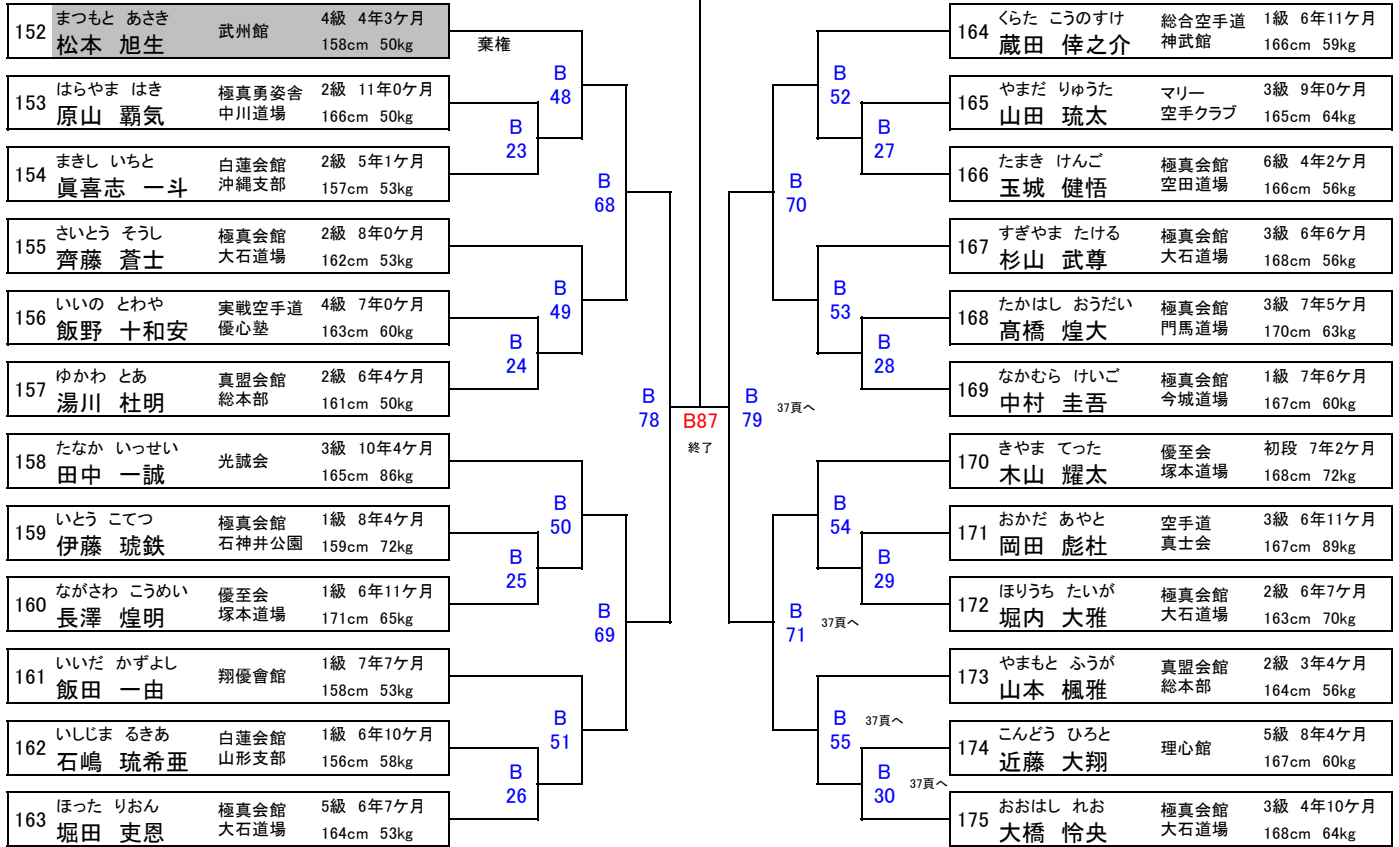 152 まつもと あさき 武州館 4級 4年3ケ月
松本 旭生 158cm 50kg
棄権
153 はらやま はき 極真勇姿舎 2級 11年0ケ月
原山 覇気 中川道場 166cm 50kg
154 まきし いちと 白蓮会館 2級 5年1ケ月
眞喜志 一斗 沖縄支部 157cm 53kg
155 さいとう そうし 極真会館 2級 8年0ケ月
齊藤 蒼士 大石道場 162cm 53kg
156 いいの とわや 実戦空手道 4級 7年0ケ月
飯野 十和安 優心塾 163cm 60kg
157 ゆかわ とあ 真盟会館 2級 6年4ケ月
湯川 杜明 総本部 161cm 50kg
158 たなか いっせい 光誠会 3級 10年4ケ月
田中 一誠 165cm 86kg
159 いとう こてつ 極真会館 1級 8年4ケ月
伊藤 琥鉄 石神井公園 159cm 72kg
160 ながさわ こうめい 優至会 1級 6年11ケ月
長澤 煌明 塚本道場 171cm 65kg
161 いいだ かずよし 翔優會館 1級 7年7ケ月
飯田 一由 158cm 53kg
162 いしじま るきあ 白蓮会館 1級 6年10ケ月
石嶋 琉希亜 山形支部 156cm 58kg
163 ほった りおん 極真会館 5級 6年7ケ月
堀田 吏恩 大石道場 164cm 53kg
B
48
B
23
B
68
B
49
B
24
B
78
B
50
B
25
B
69
B
51
B
26
B87
終了
B
79
37頁へ
B
52
B
27
B
70
B
53
B
28
B
54
B
29
B
71
37頁へ
B
55
37頁へ
B
30
37頁へ
164 くらた こうのすけ 総合空手道 1級 6年11ケ月
蔵田 倖之介 神武館 166cm 59kg
165 やまだ りゅうた マリー 3級 9年0ケ月
山田 琉太 空手クラブ 165cm 64kg
166 たまき けんご 極真会館 6級 4年2ケ月
玉城 健悟 空田道場 166cm 56kg
167 すぎやま たける 極真会館 3級 6年6ケ月
杉山 武尊 大石道場 168cm 56kg
168 たかはし おうだい 極真会館 3級 7年5ケ月
髙橋 煌大 門馬道場 170cm 63kg
169 なかむら けいご 極真会館 1級 7年6ケ月
中村 圭吾 今城道場 167cm 60kg
170 きやま てった 優至会 初段 7年2ケ月
木山 耀太 塚本道場 168cm 72kg
171 おかだ あやと 空手道 3級 6年11ケ月
岡田 彪杜 真士会 167cm 89kg
172 ほりうち たいが 極真会館 2級 6年7ケ月
堀内 大雅 大石道場 163cm 70kg
173 やまもと ふうが 真盟会館 2級 3年4ケ月
山本 楓雅 総本部 164cm 56kg
174 こんどう ひろと 理心館 5級 8年4ケ月
近藤 大翔 167cm 60kg
175 おおはし れお 極真会館 3級 4年10ケ月
大橋 怜央 大石道場 168cm 64kg